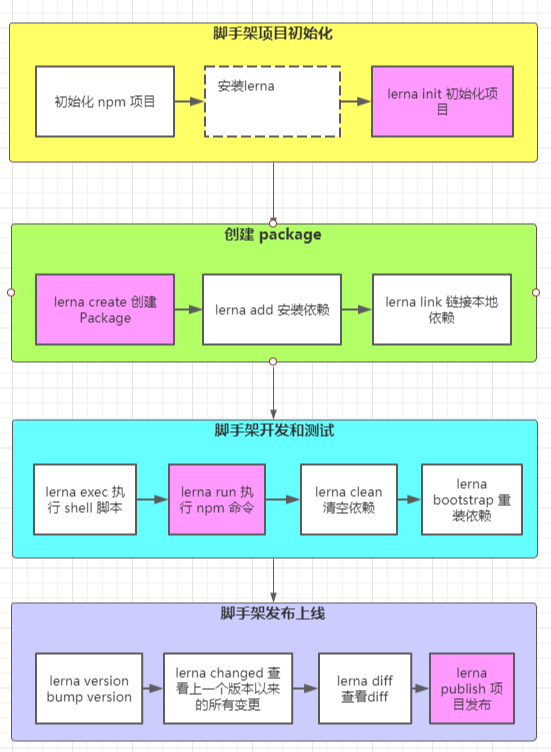 脚手架项目初始化
初始化 npm 项目
安装lerna
lerna init 初始化项
目
创建 package
lerna create 创建
Package
lerna add 安装依赖
lerna link 链接本地
依赖
脚手架开发和测试
lerna exec 执
行 shell 脚本
lerna run 执
行 npm 命令
lerna clean
清空依赖
lerna
bootstrap 重
装依赖
脚手架发布上线
lerna version
bump version
lerna changed 查
看上一个版本以来
的所有变更
lerna diff
查看diff
lerna
publish 项
目发布